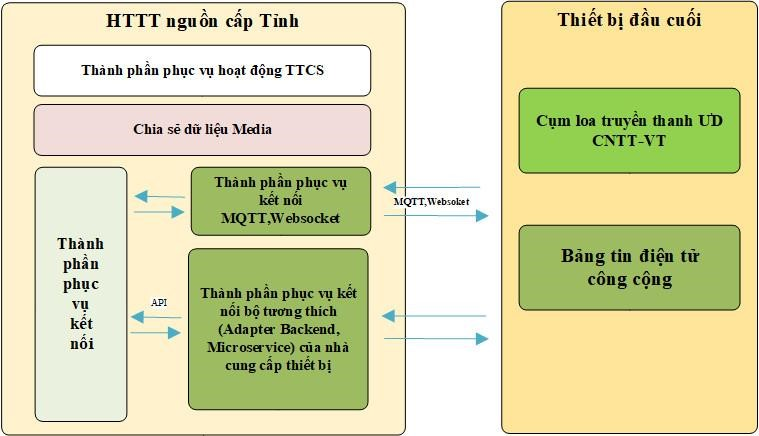 HTTT nguồn cấp Tỉnh
Thành phần phục vụ hoạt động TTCS
Chia sẽ dữ liệu Media
Thành
phần
phục
vụ
kết
nối
Thành phần phục vụ
kết nối
MQTT,Websocket
API
Thành phần phục vụ kết
nối bộ tương thích
(Adapter Backend,
Microservice) của nhà
cung cấp thiết bị
MQTT,Websoket
Thiết bị đầu cuối
Cụm loa truyền thanh ƯD
CNTT-VT
Bảng tin điện tử
công cộng